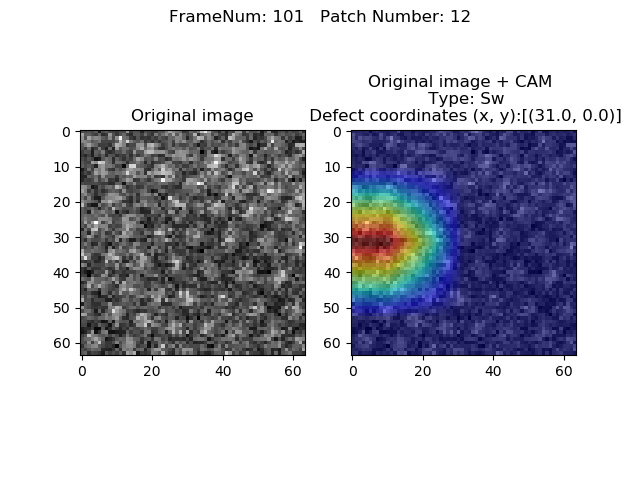 FrameNum: 101   Patch Number: 12
Original image
Original image + CAM
Type: Sw
Defect coordinates (x, y):[(31.0, 0.0)]
0
10
20
30
40
50
60
0 20 40 60
0
10
20
30
40
50
60
0 20 40 60